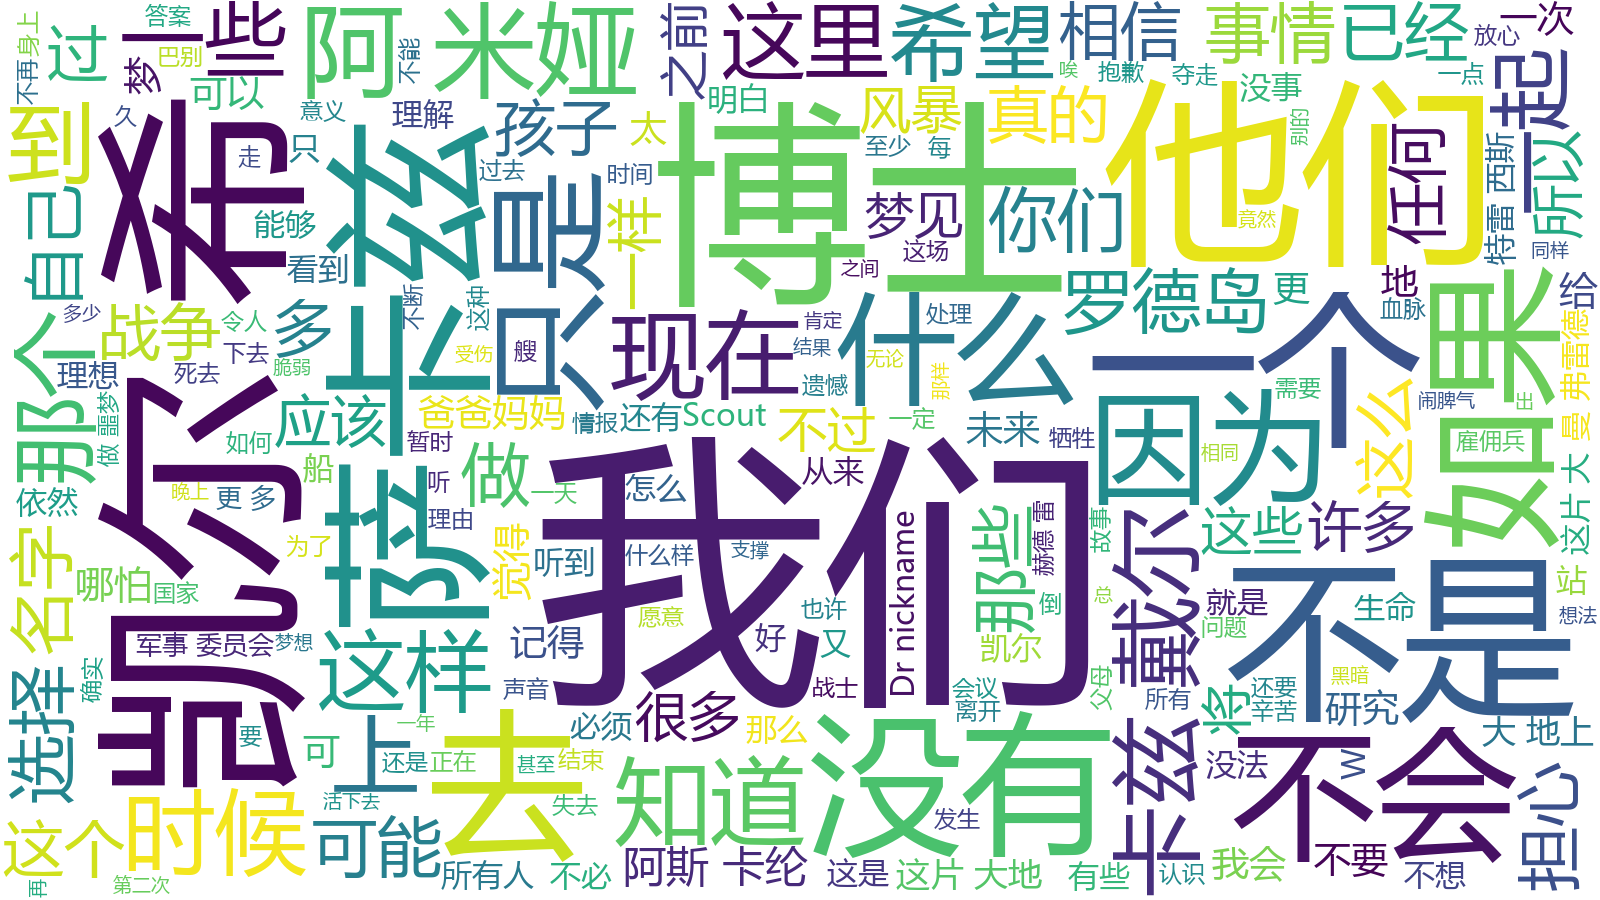 我们
博士
他们
凯尔希
一个
不是
没有
如果
不会
什么
因为
只是
卡兹
莎草
去
现在
知道
这样
时候
阿米娅
这里
希望
相信
事情
已经
一次
放心
一些
答案
巴别
过
不再
身上
梦
可以
意义
不能
理解
之前
唉
抱歉
夺走
没事
一点
一起
明白
风暴
真的
孩子
太
至少
每
别的
任何
特雷西斯
所以
到
久
走
只
过去
时间
一样
梦见
你们
竟然
同样
自己
能够
看到
这场
之间
罗德岛
更
地
血脉
给
弗雷德
曼
多少
战争
令人
多
不断
这种
肯定
处理
下去
脆弱
受伤
艘
结果
无论
那样
那个
理想
死去
遗憾
需要
这么
闹脾气
出
噩梦
做
应该
爸爸妈妈
情报
还有
Scout
不过
一定
未来
牺牲
雇佣兵
相同
如何
暂时
船
做
从来
大
这片
晚上
依然
更多
听
一天
怎么
理由
名字
为了
觉得
听到
什么样
支撑
Dr nickname
那些
赫德雷
故事
戴尔
这些
许多
哪怕
国家
愿意
也许
倒
总
就是
问题
生命
站
想法
军事
委员会
梦想
记得
好
又
凯尔
选择
确实
声音
战士
会议
离开
父母
所有
将
还要
辛苦
黑暗
研究
要
可
上
一年
还是
正在
甚至
结束
必须
很多
那么
卡兹
没法
W
大地上
担心
这个
活下去
失去
可能
发生
再
第二次
所有人
不必
阿斯卡纶
这是
这片
大地
有些
认识
我会
不要
不想